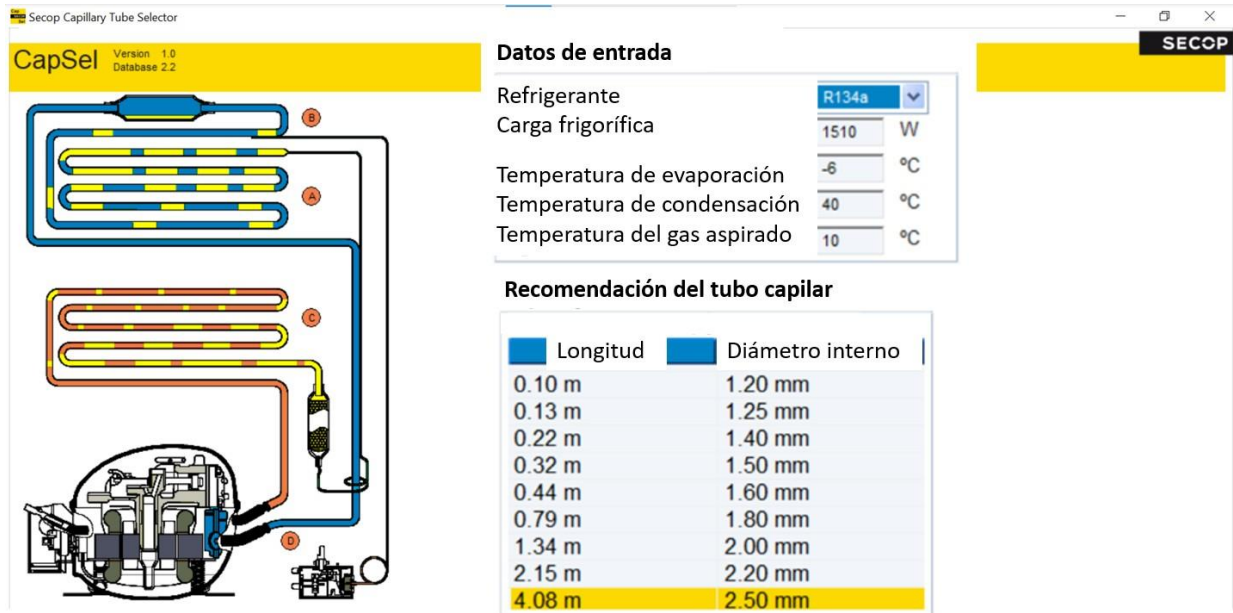 Secop Capillary Tube Selector
CapSel Version 1.0
Database 2.2
SECOP
B
A
C
D
Datos de entrada
Refrigerante R134a
Carga frigorífica 1510 W
Temperatura de evaporación -6 ºC
Temperatura de condensación 40 ºC
Temperatura del gas aspirado 10 ºC
Recomendación del tubo capilar
Longitud Diámetro interno
0.10 m 1.20 mm
0.13 m 1.25 mm
0.22 m 1.40 mm
0.32 m 1.50 mm
0.44 m 1.60 mm
0.79 m 1.80 mm
1.34 m 2.00 mm
2.15 m 2.20 mm
4.08 m 2.50 mm